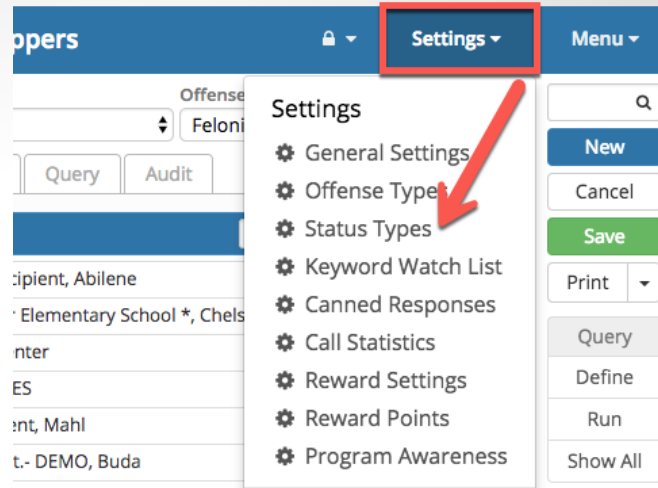 ppers Settings Menu
Offense
Feloni
Query Audit
cipient, Abilene
Elementary School *, Chels
nter
ES
ent, Mahl
t.- DEMO, Buda
Settings
General Settings
Offense Types
Status Types
Keyword Watch List
Canned Responses
Call Statistics
Reward Settings
Reward Points
Program Awareness
New
Cancel
Save
Print
Query
Define
Run
Show All